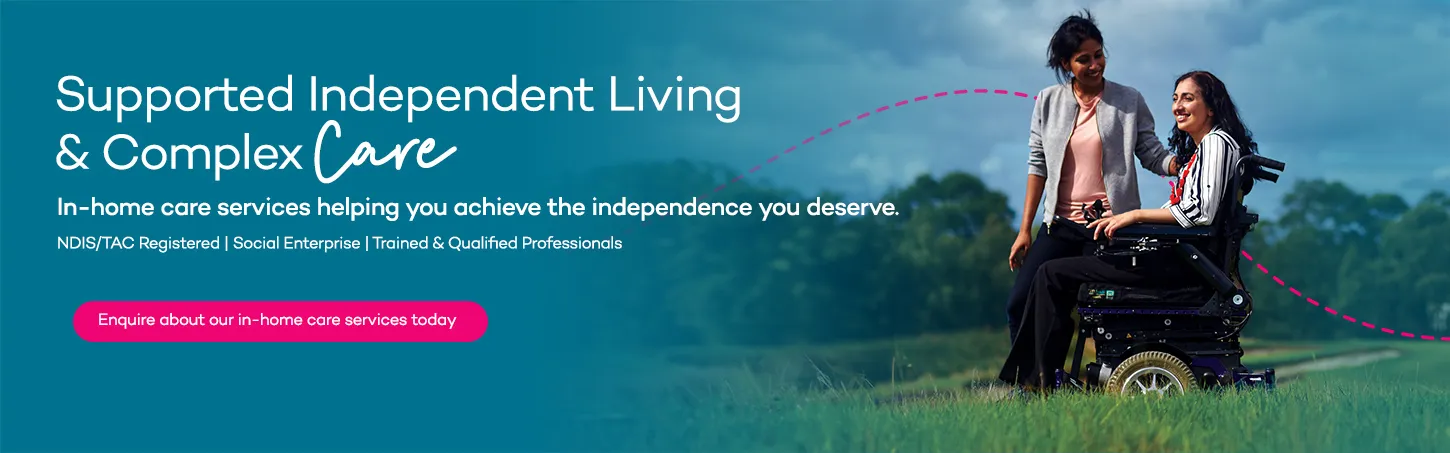 Supported Independent Living
& Complex Care
In-home care services helping you achieve the independence you deserve.
NDIS/TAC Registered | Social Enterprise | Trained & Qualified Professionals
Enquire about our in-home care services today